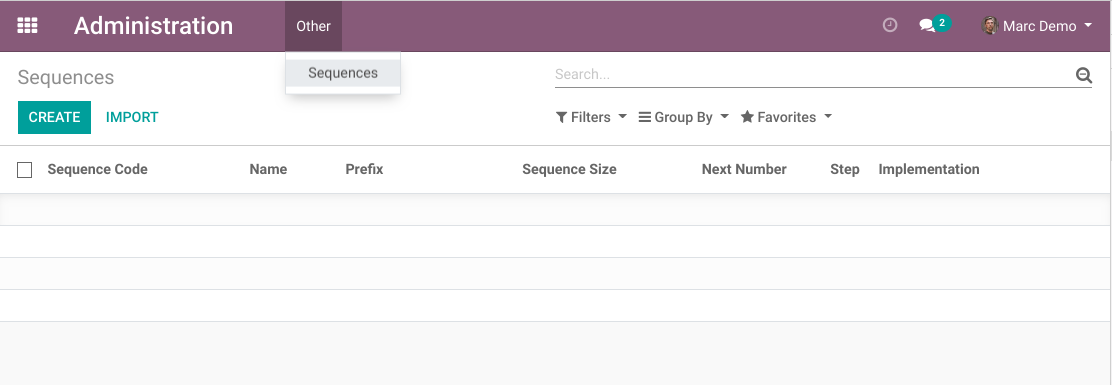 Administration Other 2 Marc Demo
Sequences
Sequences Search...
CREATE IMPORT Filters Group By Favorites
Sequence Code Name Prefix Sequence Size Next Number Step Implementation